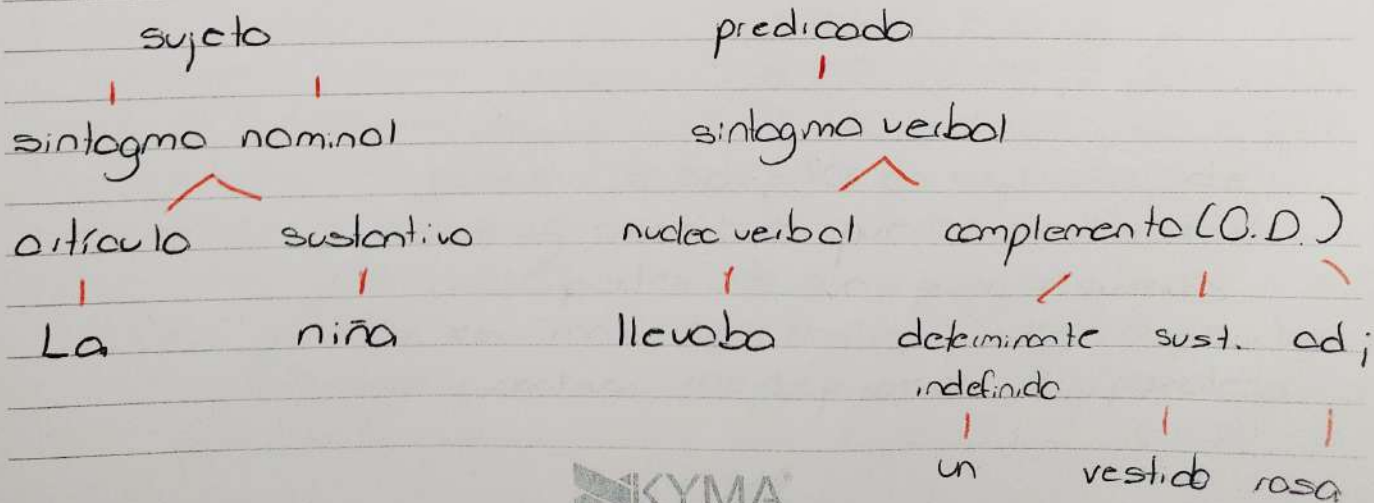 sujeto predicado
sintagma nominal sintagma verbal
artículo sustantivo nucleo verbal complemento (O.D.)
La niña llevaba determinante sust. adj
indefinido
un vestido rosa
KYMA